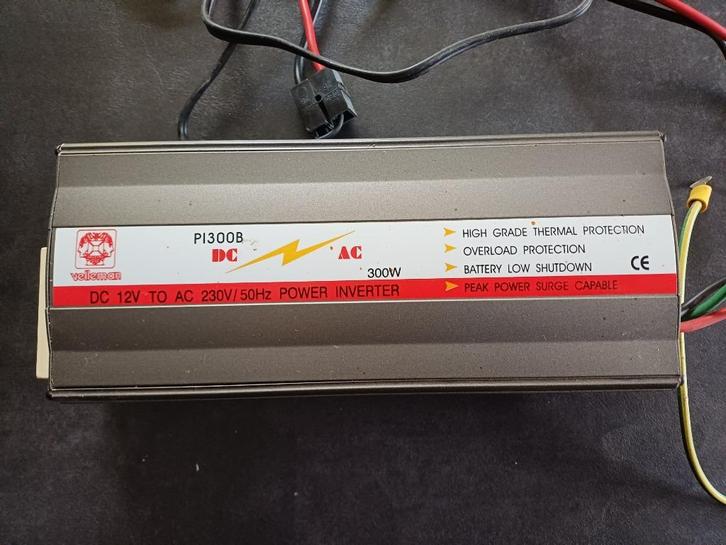 velleman
PI300B
DC AC
300W
DC 12V TO AC 230V/50Hz POWER INVERTER
HIGH GRADE THERMAL PROTECTION
OVERLOAD PROTECTION
BATTERY LOW SHUTDOWN
CE
PEAK POWER SURGE CAPABLE